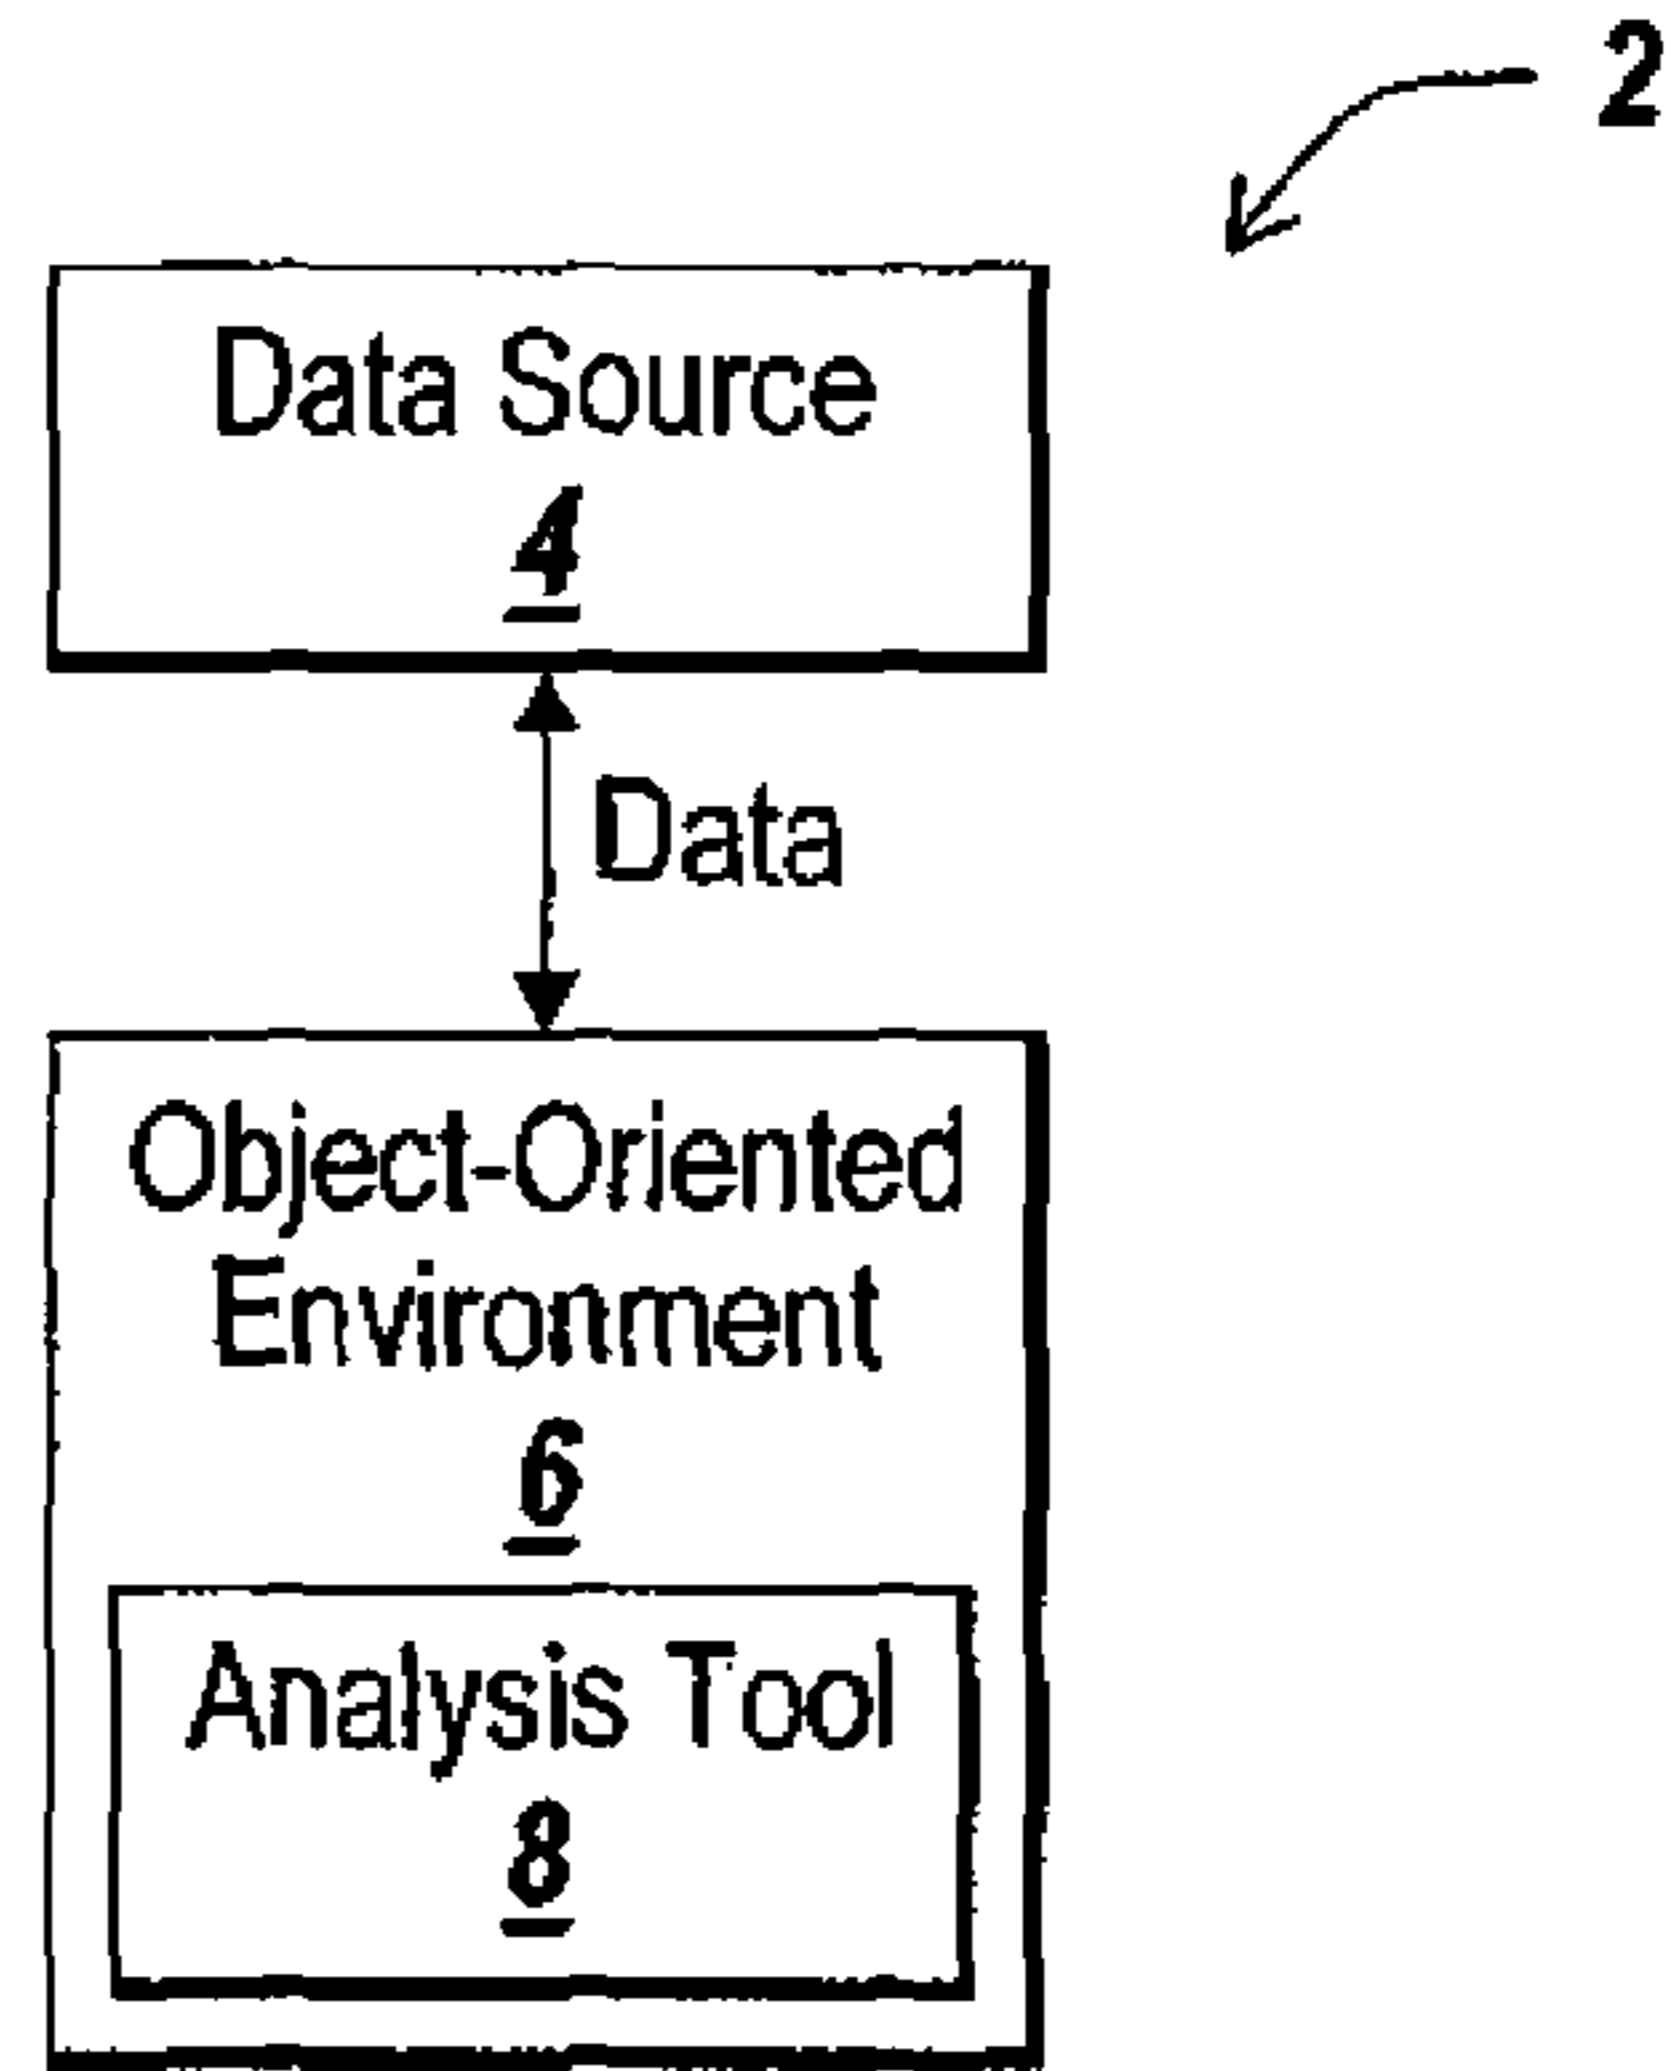 2
Data Source
4
Data
Object-Oriented
Environment
6
Analysis Tool
8